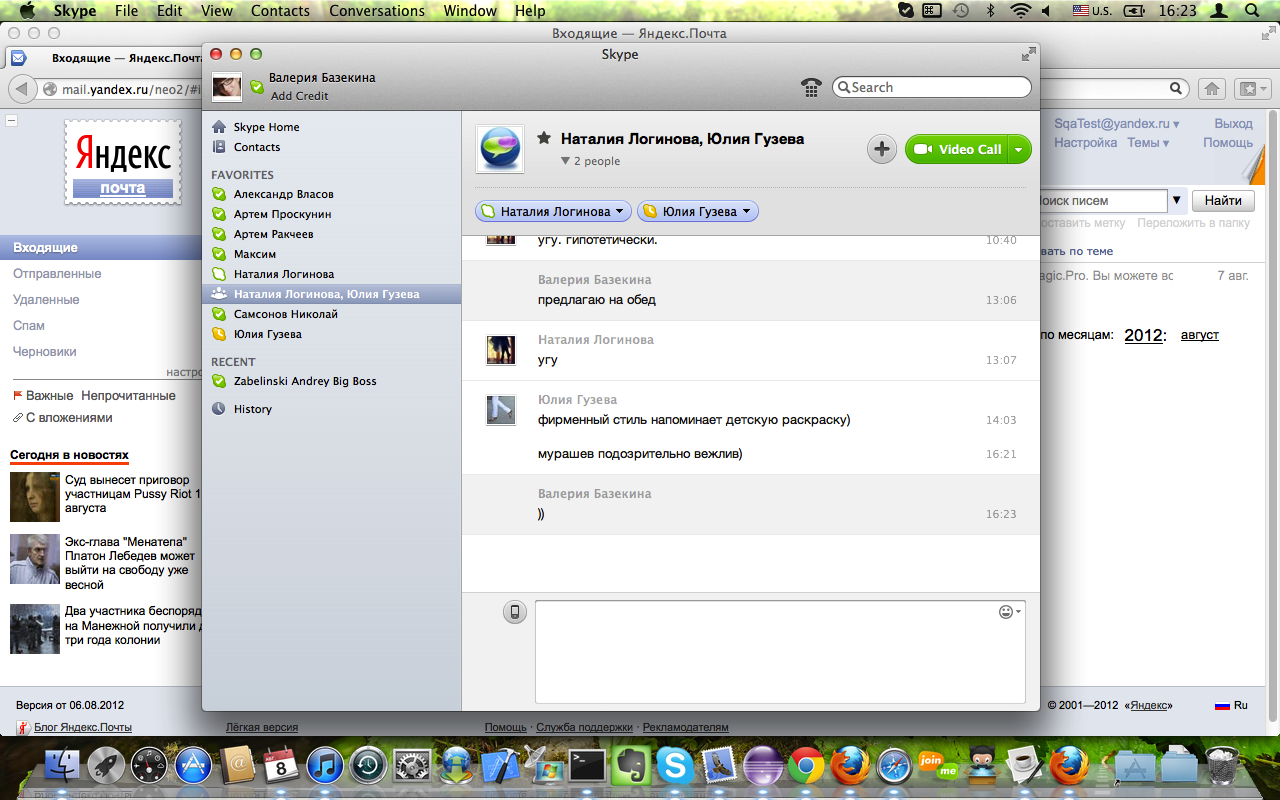 Skype File Edit View Contacts Conversations Window Help U.S. 16:23
Входящие — Яндекс.Почта
Входящие — Яндекс.Почта
mail.yandex.ru/neo2/#i
Skype
Валерия Базекина
Add Credit
Search
Skype Home
Contacts
FAVORITES
Александр Власов
Артем Проскунин
Артем Ракчеев
Максим
Наталия Логинова
Наталия Логинова, Юлия Гузева
Самсонов Николай
Юлия Гузева
RECENT
Zabelinski Andrey Big Boss
History
Наталия Логинова, Юлия Гузева
2 people
Video Call
Наталия Логинова
Юлия Гузева
угу. гипотетически. 10:40
Валерия Базекина
предлагаю на обед 13:06
Наталия Логинова
угу 13:07
Юлия Гузева
фирменный стиль напоминает детскую раскраску) 14:03
мурашев подозрительно вежлив) 16:21
Валерия Базекина
)) 16:23
Яндекс
почта
Входящие
Отправленные
Удаленные
Спам
Черновики
настро
Важные Непрочитанные
С вложениями
Сегодня в новостях
Суд вынесет приговор
участницам Pussy Riot 1
августа
Экс-глава "Менатепа"
Платон Лебедев может
выйти на свободу уже
весной
Два участника беспоряд
на Манежной получили д
три года колонии
SqaTest@yandex.ru Выход
Настройка Темы Помощь
Поиск писем Найти
оставить метку Переложить в папку
вать по теме
agic.Pro. Вы можете вс 7 авг.
по месяцам: 2012: август
Версия от 06.08.2012
© 2001—2012 «Яндекс» Ru
Блог Яндекс.Почты Лёгкая версия Помощь · Служба поддержки · Рекламодателям
АВГ
8
join
me